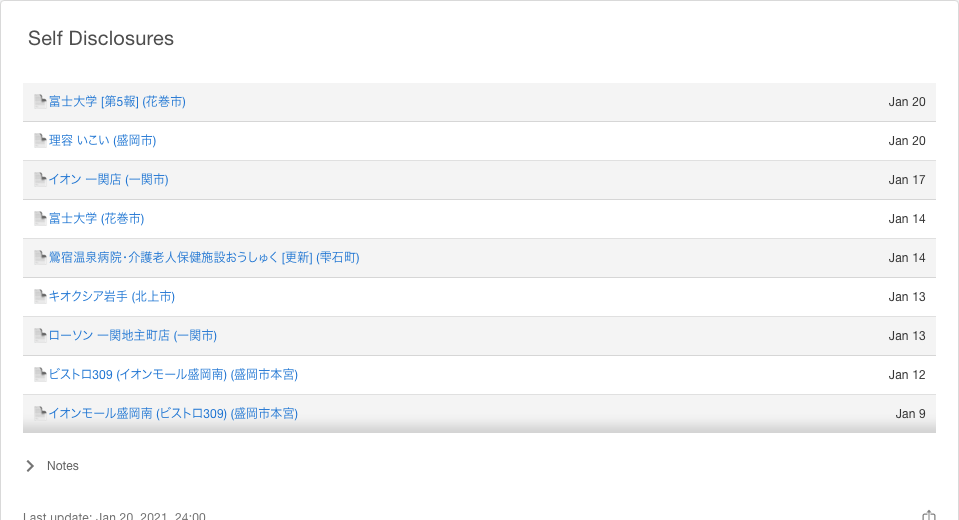 Self Disclosures
富士大学 [第5報] (花巻市) Jan 20
理容 いこい (盛岡市) Jan 20
イオン 一関店 (一関市) Jan 17
富士大学 (花巻市) Jan 14
鶯宿温泉病院・介護老人保健施設おうしゅく [更新] (雫石町) Jan 14
キオクシア岩手 (北上市) Jan 13
ローソン 一関地主町店 (一関市) Jan 13
ビストロ309 (イオンモール盛岡南) (盛岡市本宮) Jan 12
イオンモール盛岡南 (ビストロ309) (盛岡市本宮) Jan 9
Notes
Last update: Jan 20, 2021, 24:00